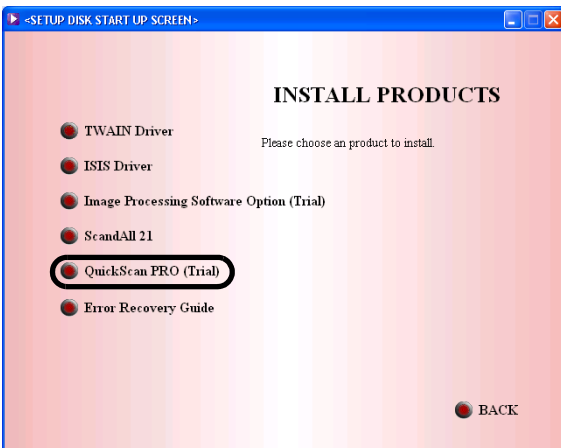 <SETUP DISK START UP SCREEN>
INSTALL PRODUCTS
Please choose an product to install.
TWAIN Driver
ISIS Driver
Image Processing Software Option (Trial)
ScandAll 21
QuickScan PRO (Trial)
Error Recovery Guide
BACK